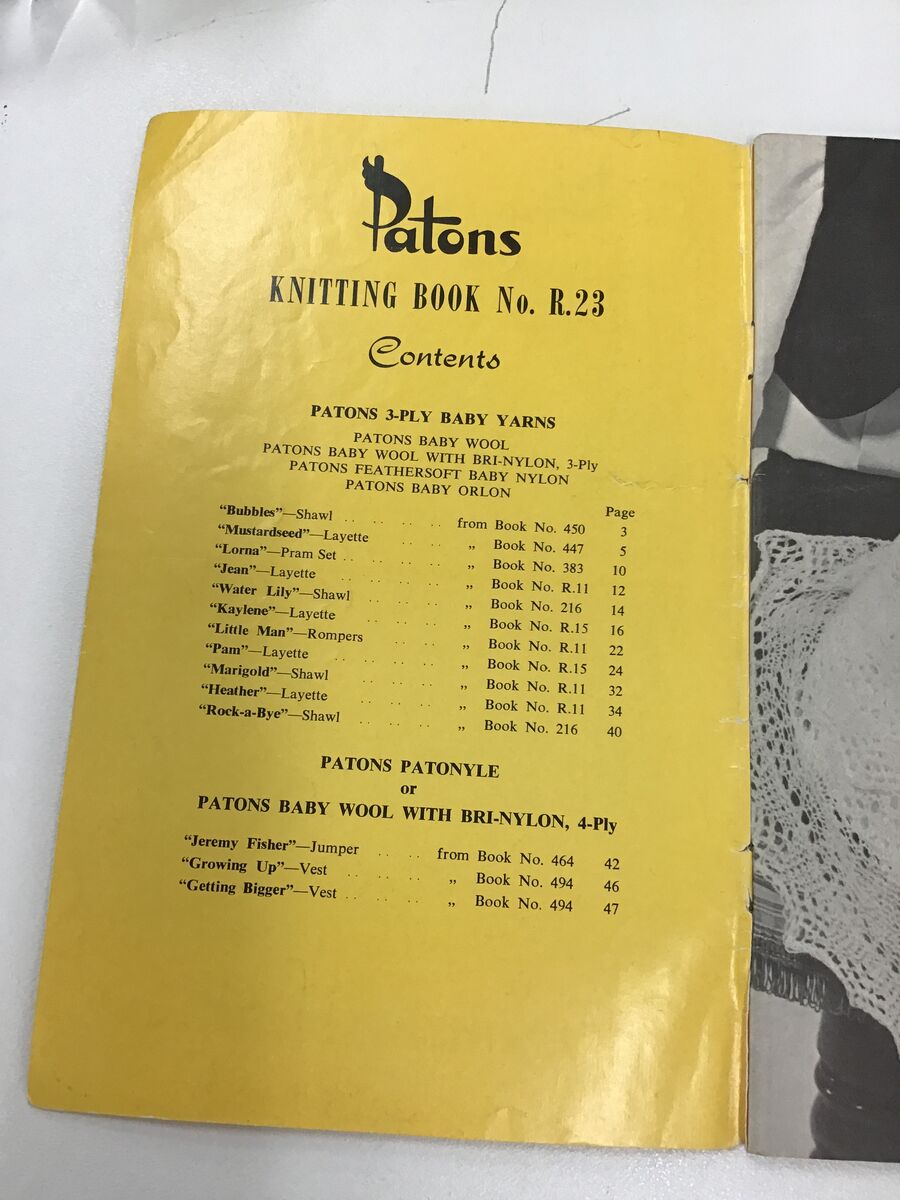 Patons
KNITTING BOOK No. R.23
Contents
PATONS 3-PLY BABY YARNS
PATONS BABY WOOL
PATONS BABY WOOL WITH BRI-NYLON, 3-Ply
PATONS FEATHERSOFT BABY NYLON
PATONS BABY ORLON
Page
“Bubbles”—Shawl .. .. .. .. from Book No. 450 3
“Mustardseed”—Layette .. .. „ Book No. 447 5
“Lorna”—Pram Set .. .. .. .. „ Book No. 383 10
“Jean”—Layette .. .. .. .. „ Book No. R.11 12
“Water Lily”—Shawl .. .. .. „ Book No. 216 14
“Kaylene”—Layette .. .. .. „ Book No. R.15 16
“Little Man”—Rompers .. .. „ Book No. R.11 22
“Pam”—Layette .. .. .. .. „ Book No. R.15 24
“Marigold”—Shawl .. .. .. „ Book No. R.11 32
“Heather”—Layette .. .. .. „ Book No. R.11 34
“Rock-a-Bye”—Shawl .. .. .. „ Book No. 216 40
PATONS PATONYLE
or
PATONS BABY WOOL WITH BRI-NYLON, 4-Ply
“Jeremy Fisher”—Jumper .. .. from Book No. 464 42
“Growing Up”—Vest .. .. .. „ Book No. 494 46
“Getting Bigger”—Vest .. .. .. „ Book No. 494 47